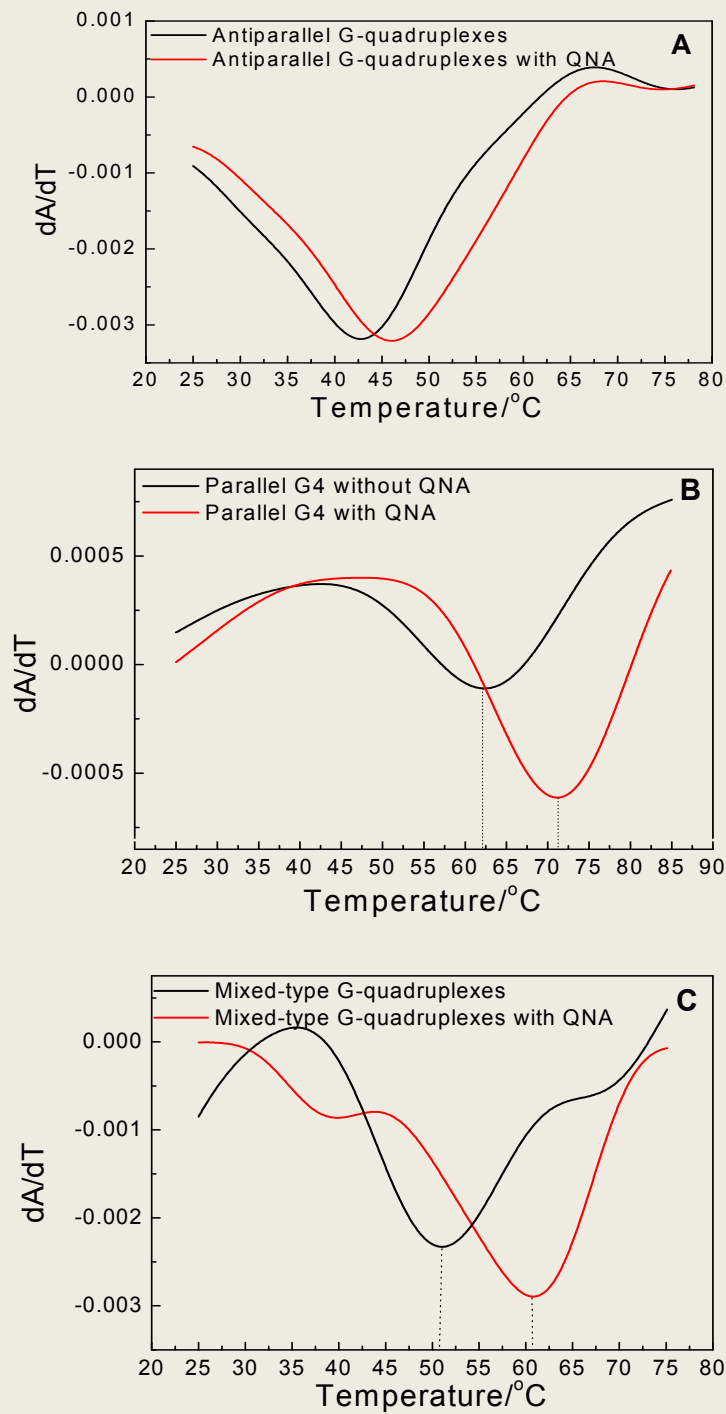 0.001
Antiparallel G-quadruplexes
A
Antiparallel G-quadruplexes with QNA
0.000
-0.001
dA/dT
-0.002
-0.003
20 25 30 35 40 45 50 55 60 65 70 75 80
Temperature/°C
Parallel G4 without QNA
B
Parallel G4 with QNA
0.0005
0.0000
dA/dT
-0.0005
20 25 30 35 40 45 50 55 60 65 70 75 80 85 90
Temperature/°C
Mixed-type G-quadruplexes
C
Mixed-type G-quadruplexes with QNA
0.000
-0.001
dA/dT
-0.002
-0.003
20 25 30 35 40 45 50 55 60 65 70 75 80
Temperature/°C